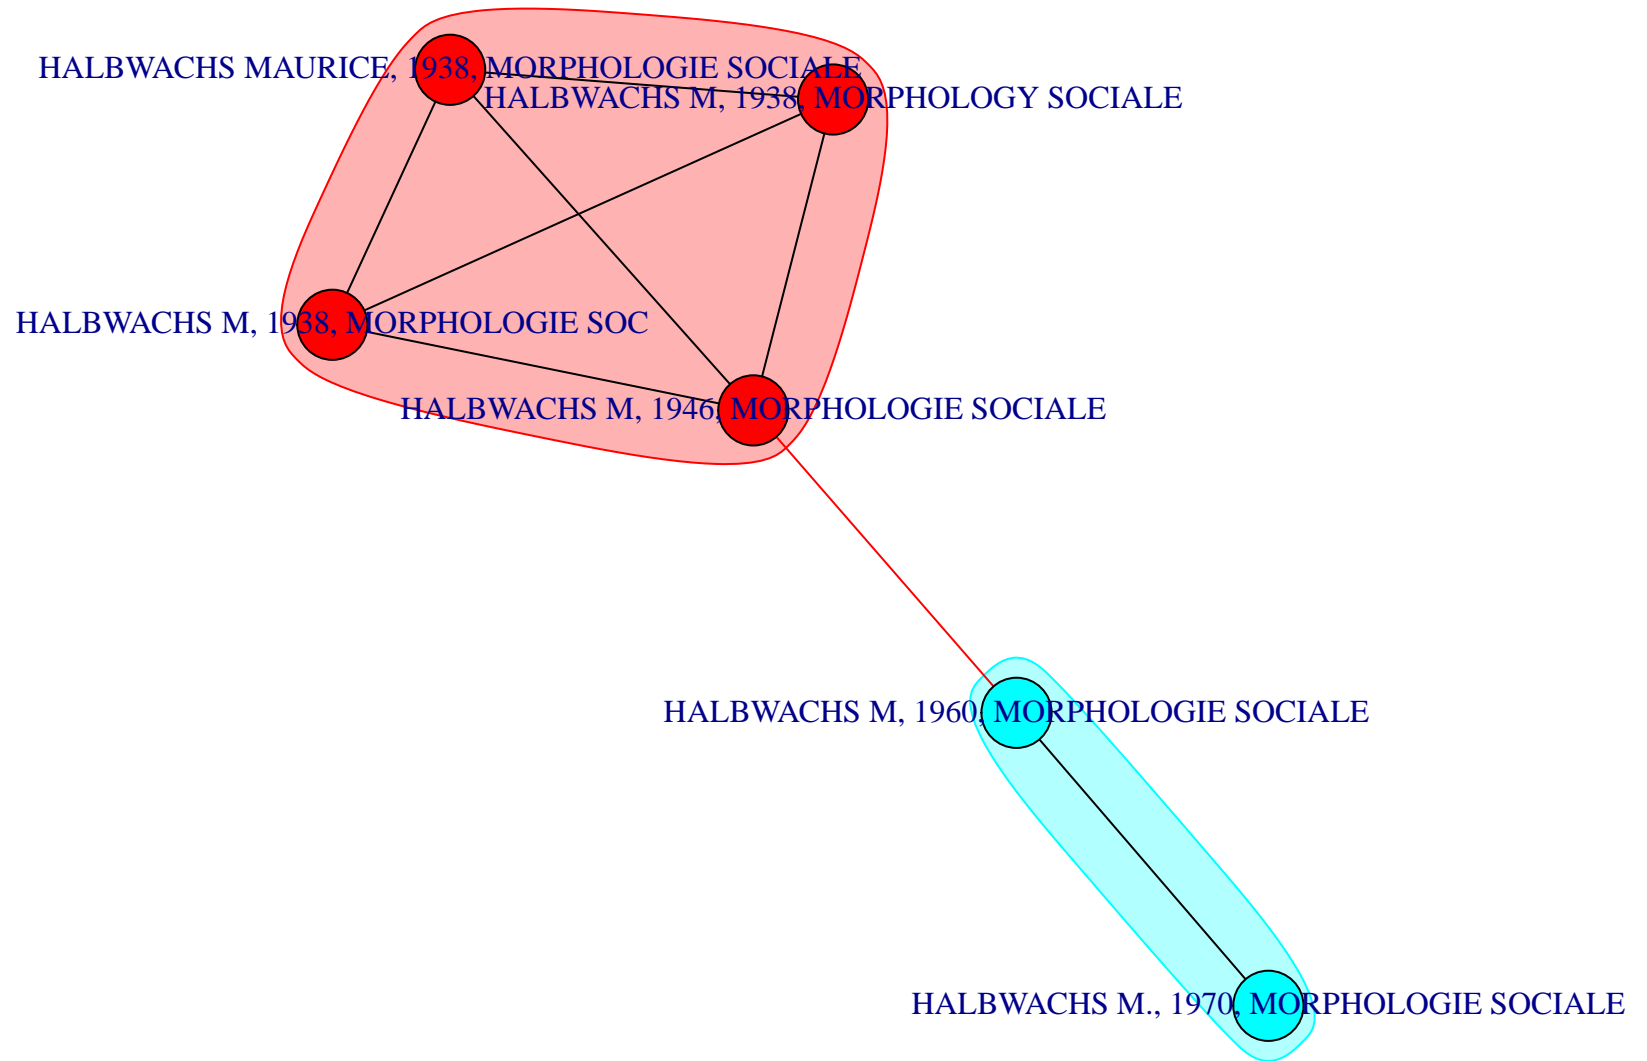 HALBWACHS MAURICE, 1938, MORPHOLOGIE SOCIALE
HALBWACHS M, 1938, MORPHOLOGY SOCIALE
HALBWACHS M, 1938, MORPHOLOGIE SOC
HALBWACHS M, 1946, MORPHOLOGIE SOCIALE
HALBWACHS M, 1960, MORPHOLOGIE SOCIALE
HALBWACHS M., 1970, MORPHOLOGIE SOCIALE